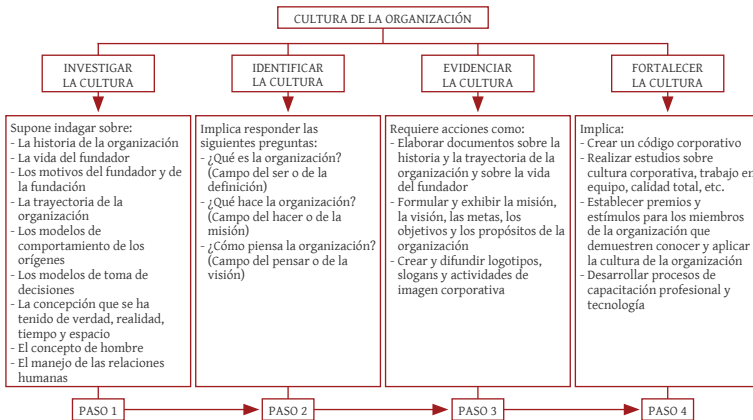 CULTURA DE LA ORGANIZACIÓN
INVESTIGAR
LA CULTURA
IDENTIFICAR
LA CULTURA
EVIDENCIAR
LA CULTURA
FORTALECER
LA CULTURA
Supone indagar sobre:
- La historia de la organización
- La vida del fundador
- Los motivos del fundador y de
la fundación
- La trayectoria de la
organización
- Los modelos de
comportamiento de los
orígenes
- Los modelos de toma de
decisiones
- La concepción que se ha
tenido de verdad, realidad,
tiempo y espacio
- El concepto de hombre
- El manejo de las relaciones
humanas
Implica responder las
siguientes preguntas:
- ¿Qué es la organización?
(Campo del ser o de la
definición)
- ¿Qué hace la organización?
(Campo del hacer o de la
misión)
- ¿Cómo piensa la organización?
(Campo del pensar o de la
visión)
Requiere acciones como:
- Elaborar documentos sobre la
historia y la trayectoria de la
organización y sobre la vida
del fundador
- Formular y exhibir la misión,
la visión, las metas, los
objetivos y los propósitos de la
organización
- Crear y difundir logotipos,
slogans y actividades de
imagen corporativa
Implica:
- Crear un código corporativo
- Realizar estudios sobre
cultura corporativa, trabajo en
equipo, calidad total, etc.
- Establecer premios y
estímulos para los miembros
de la organización que
demuestren conocer y aplicar
la cultura de la organización
- Desarrollar procesos de
capacitación profesional y
tecnología
PASO 1
PASO 2
PASO 3
PASO 4